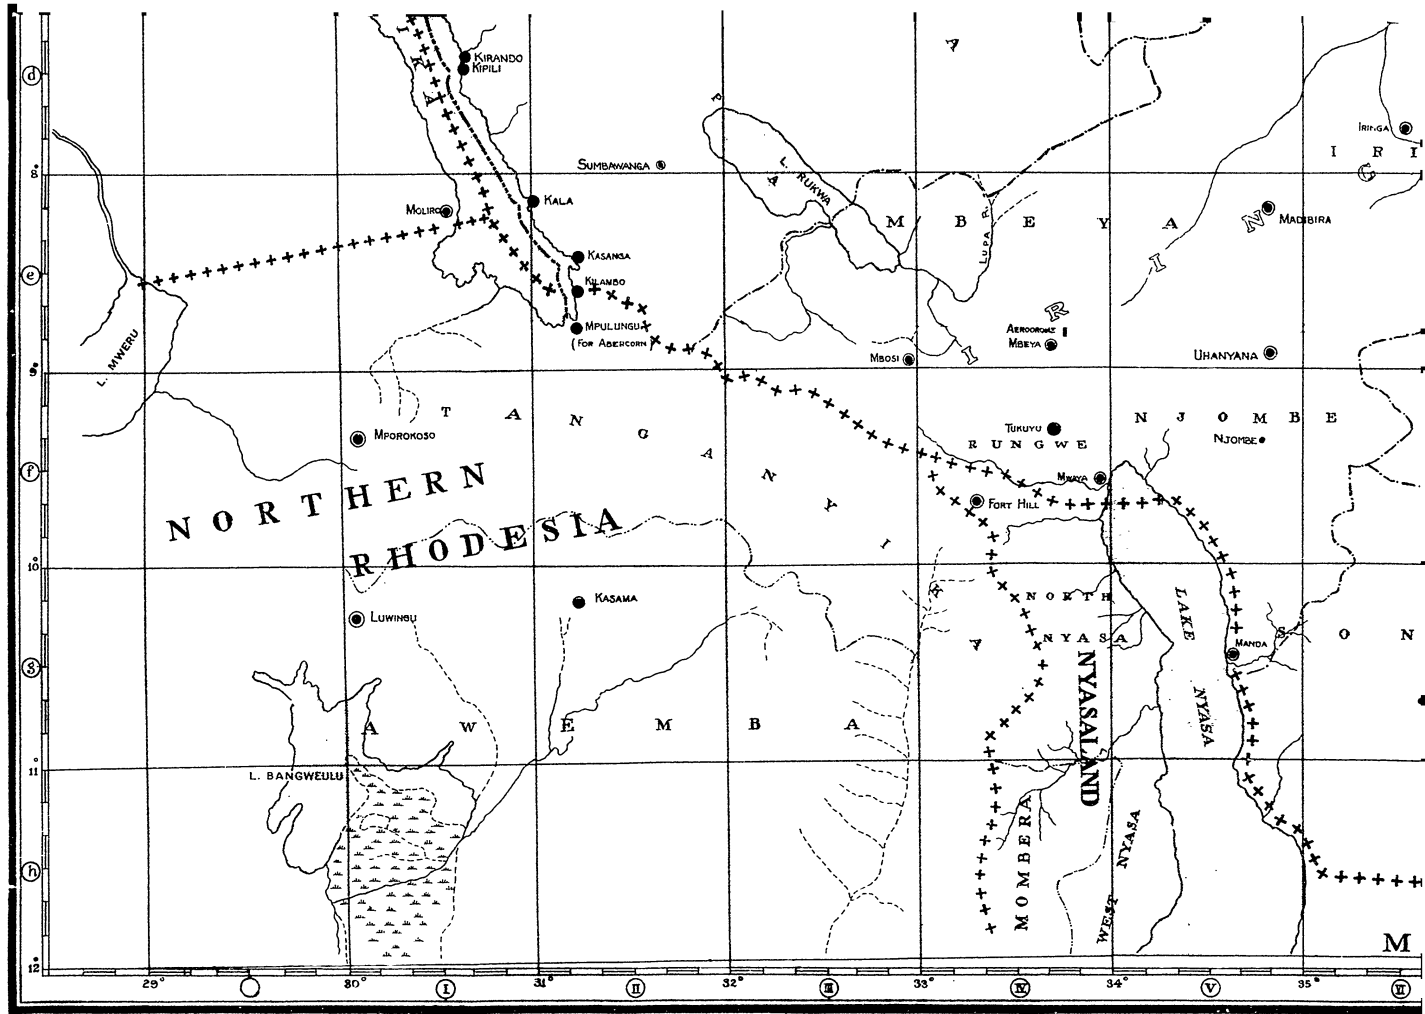 I
K
A
KIRANDO
KIPILI
d
P
A
IRINGA
I R I
SUMBAWANGA
8°
L. RUKWA
A
G
MOLIRO
KALA
M B E Y A
LUPA R.
N
MADIBIRA
I
KASANGA
e
KILAMBO
R
MPULUNGU
(FOR ABERCORN)
AERODROME
MBEYA
I
MBOSI
UHANYANA
L. MWERU
9°
T A N G A N Y I K A
N J O M B E
TUKUYU
RUNGWE
NJOMBE
MPOROKOSO
f
MWAYA
FORT HILL
NORTHERN
RHODESIA
10°
NORTH
NYASA
LAKE
NYASA
KASAMA
LUWINGU
S O N
MANDA
g
NYASALAND
A W E M B A
L. BANGWEULU
11°
MOMBERA
WEST NYASA
h
M
12°
29° 30° I 31° II III 33° IV 34° V 35° VI